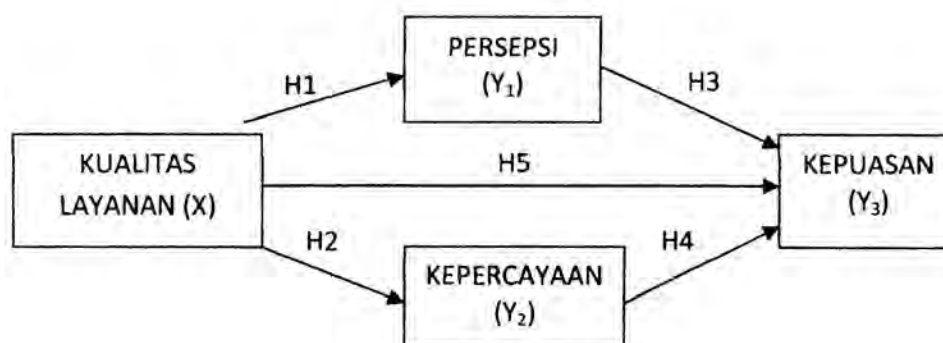 PERSEPSI
(Y₁)
H1
H3
KUALITAS
LAYANAN (X)
H5
KEPUASAN
(Y₃)
H2
H4
KEPERCAYAAN
(Y₂)